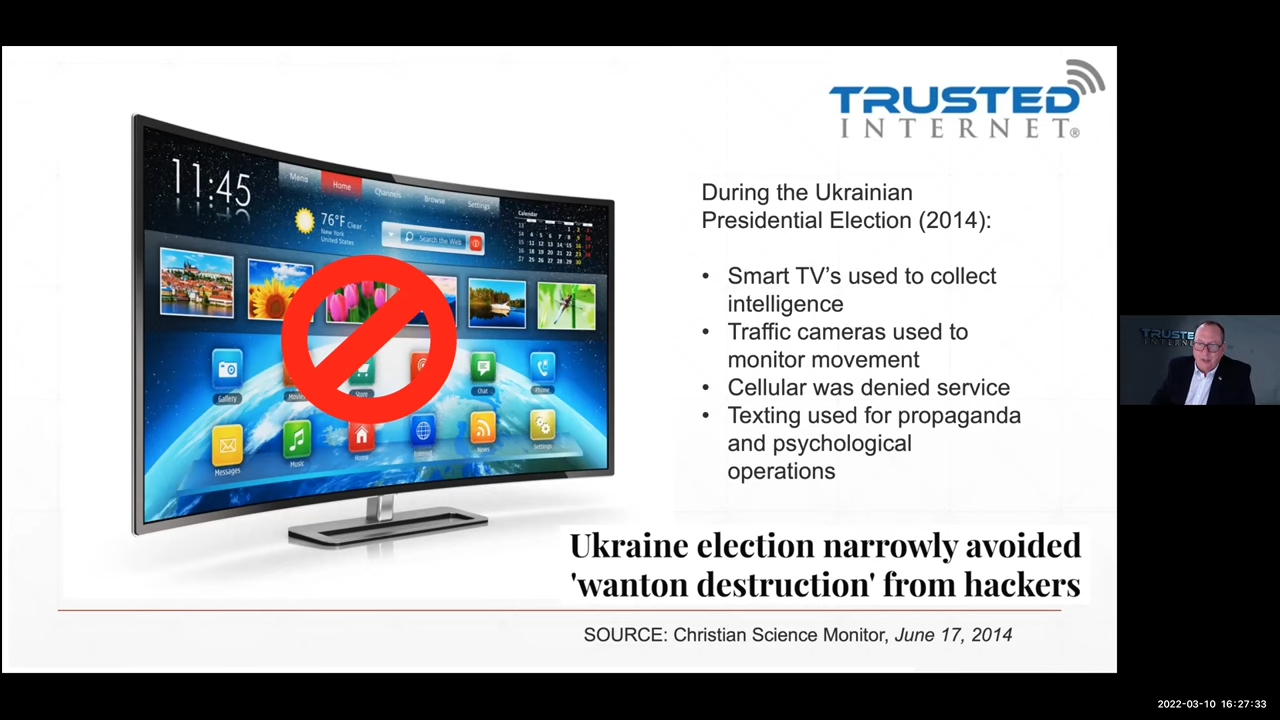 TRUSTED
INTERNET®
During the Ukrainian
Presidential Election (2014):
• Smart TV's used to collect
intelligence
• Traffic cameras used to
monitor movement
• Cellular was denied service
• Texting used for propaganda
and psychological
operations
Ukraine election narrowly avoided
'wanton destruction' from hackers
SOURCE: Christian Science Monitor, June 17, 2014
11:45
Menu Home Channels Browse Settings
76°F Clear
New York
United States
Search the Web
Calendar
Gallery
Store
Chat
Phone
Messages
Music
Home
News
Settings
TRUSTED
INTERNET
2022-03-10 16:27:33